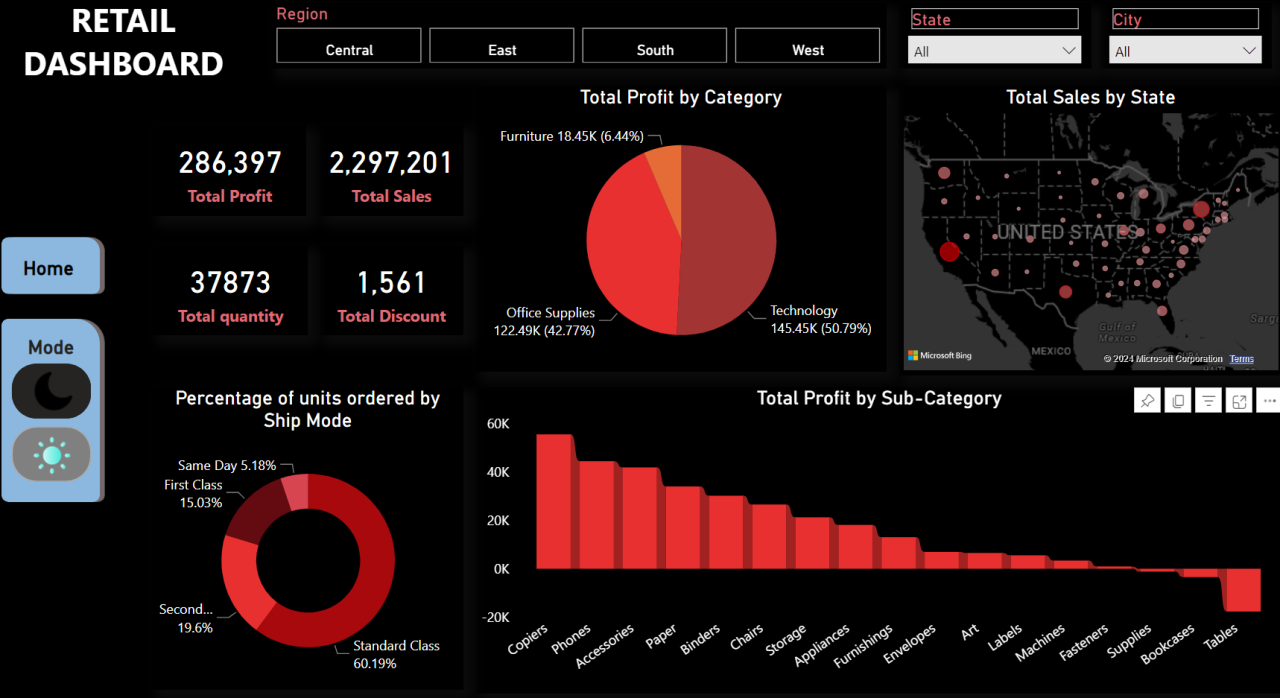 RETAIL
DASHBOARD
Region
Central
East
South
West
State
All
City
All
286,397
Total Profit
2,297,201
Total Sales
37873
Total quantity
1,561
Total Discount
Home
Mode
Total Profit by Category
Furniture 18.45K (6.44%)
Office Supplies
122.49K (42.77%)
Technology
145.45K (50.79%)
Total Sales by State
UNITED STATES
Gulf of
Mexico
MEXICO
CUBA
Sarg
Microsoft Bing
© 2024 Microsoft Corporation
Terms
Percentage of units ordered by
Ship Mode
Same Day 5.18%
First Class
15.03%
Second...
19.6%
Standard Class
60.19%
Total Profit by Sub-Category
60K
40K
20K
0K
-20K
Copiers
Phones
Accessories
Paper
Binders
Chairs
Storage
Appliances
Furnishings
Envelopes
Art
Labels
Machines
Fasteners
Supplies
Bookcases
Tables